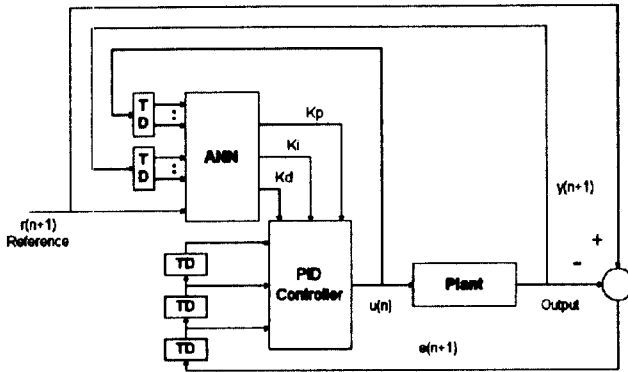 T
D
Kp
ANN
Ki
T
D
Kd
y(n+1)
r(n+1)
Reference
+
-
TD
PID
Controller
Plant
TD
u(n)
Output
TD
e(n+1)